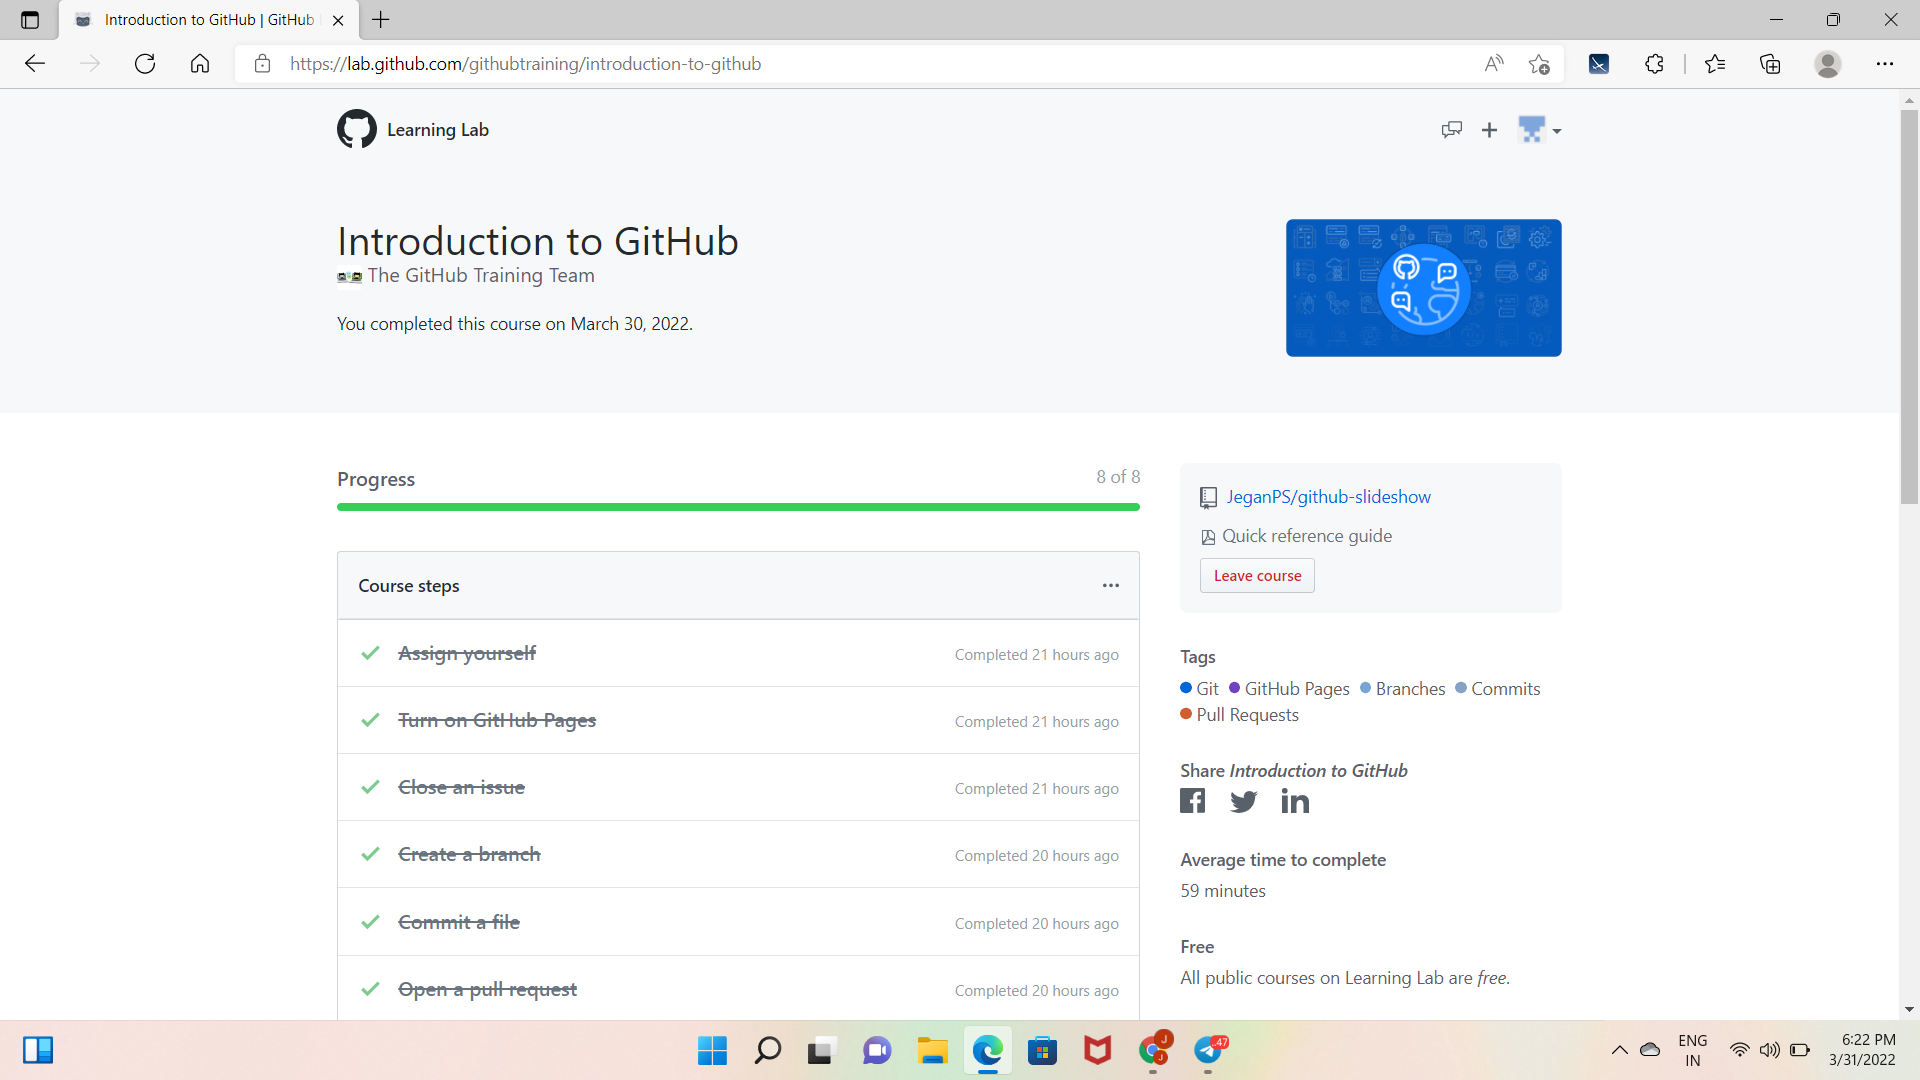 Introduction to GitHub | GitHub
https://lab.github.com/githubtraining/introduction-to-github
Learning Lab
Introduction to GitHub
The GitHub Training Team
You completed this course on March 30, 2022.
Progress
8 of 8
Course steps
Assign yourself
Completed 21 hours ago
Turn on GitHub Pages
Completed 21 hours ago
Close an issue
Completed 21 hours ago
Create a branch
Completed 20 hours ago
Commit a file
Completed 20 hours ago
Open a pull request
Completed 20 hours ago
JeganPS/github-slideshow
Quick reference guide
Leave course
Tags
Git GitHub Pages Branches Commits
Pull Requests
Share Introduction to GitHub
Average time to complete
59 minutes
Free
All public courses on Learning Lab are free.
J
J
.47
ENG
IN
6:22 PM
3/31/2022